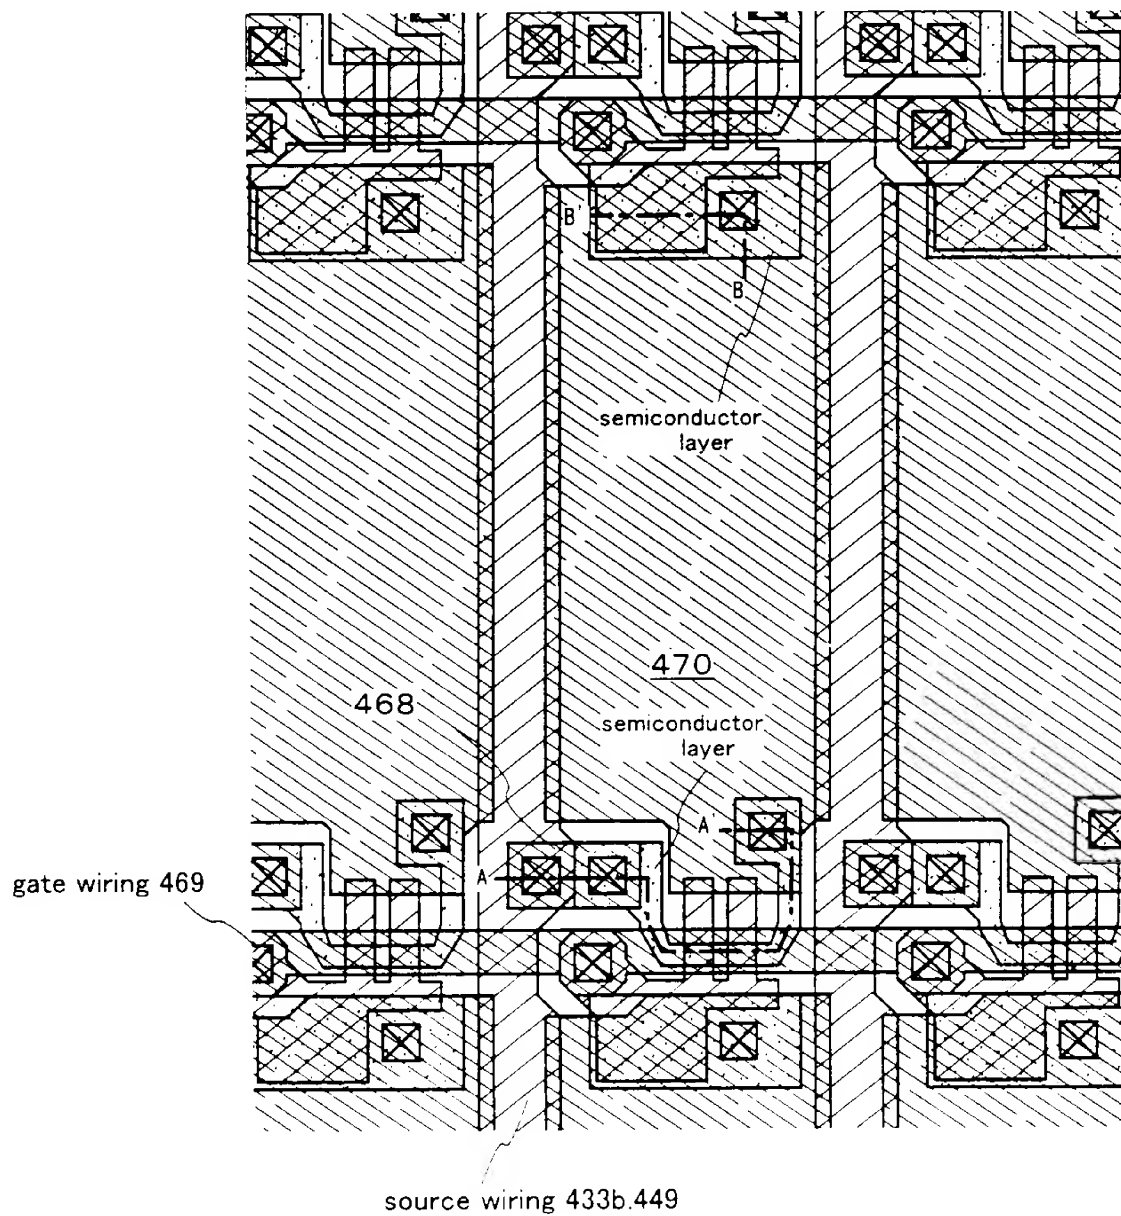 B'
B
semiconductor
layer
470
468
semiconductor
layer
A'
A
gate wiring 469
source wiring 433b.449